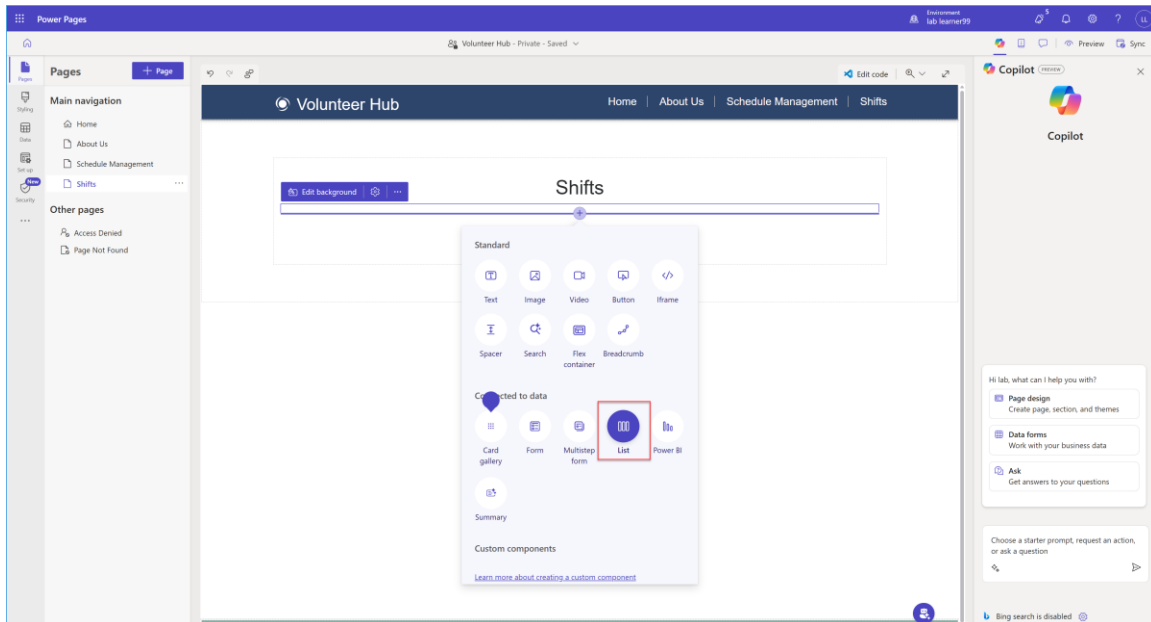 Power Pages
Environment
lab learner99
5
LL
Volunteer Hub - Private - Saved
Preview
Sync
Pages
Styling
Data
Set up
New
Security
Pages
+ Page
Main navigation
Home
About Us
Schedule Management
Shifts
Other pages
Access Denied
Page Not Found
Edit code
Volunteer Hub
Home | About Us | Schedule Management | Shifts
Edit background
Shifts
Standard
Text Image Video Button Iframe
Spacer Search Flex container Breadcrumb
to data
Card gallery Form Multistep form List Power BI
Summary
Custom components
Learn more about creating a custom component
Copilot
PREVIEW
Copilot
Hi lab, what can I help you with?
Page design
Create page, section, and themes
Data forms
Work with your business data
Ask
Get answers to your questions
Choose a starter prompt, request an action,
or ask a question
Bing search is disabled